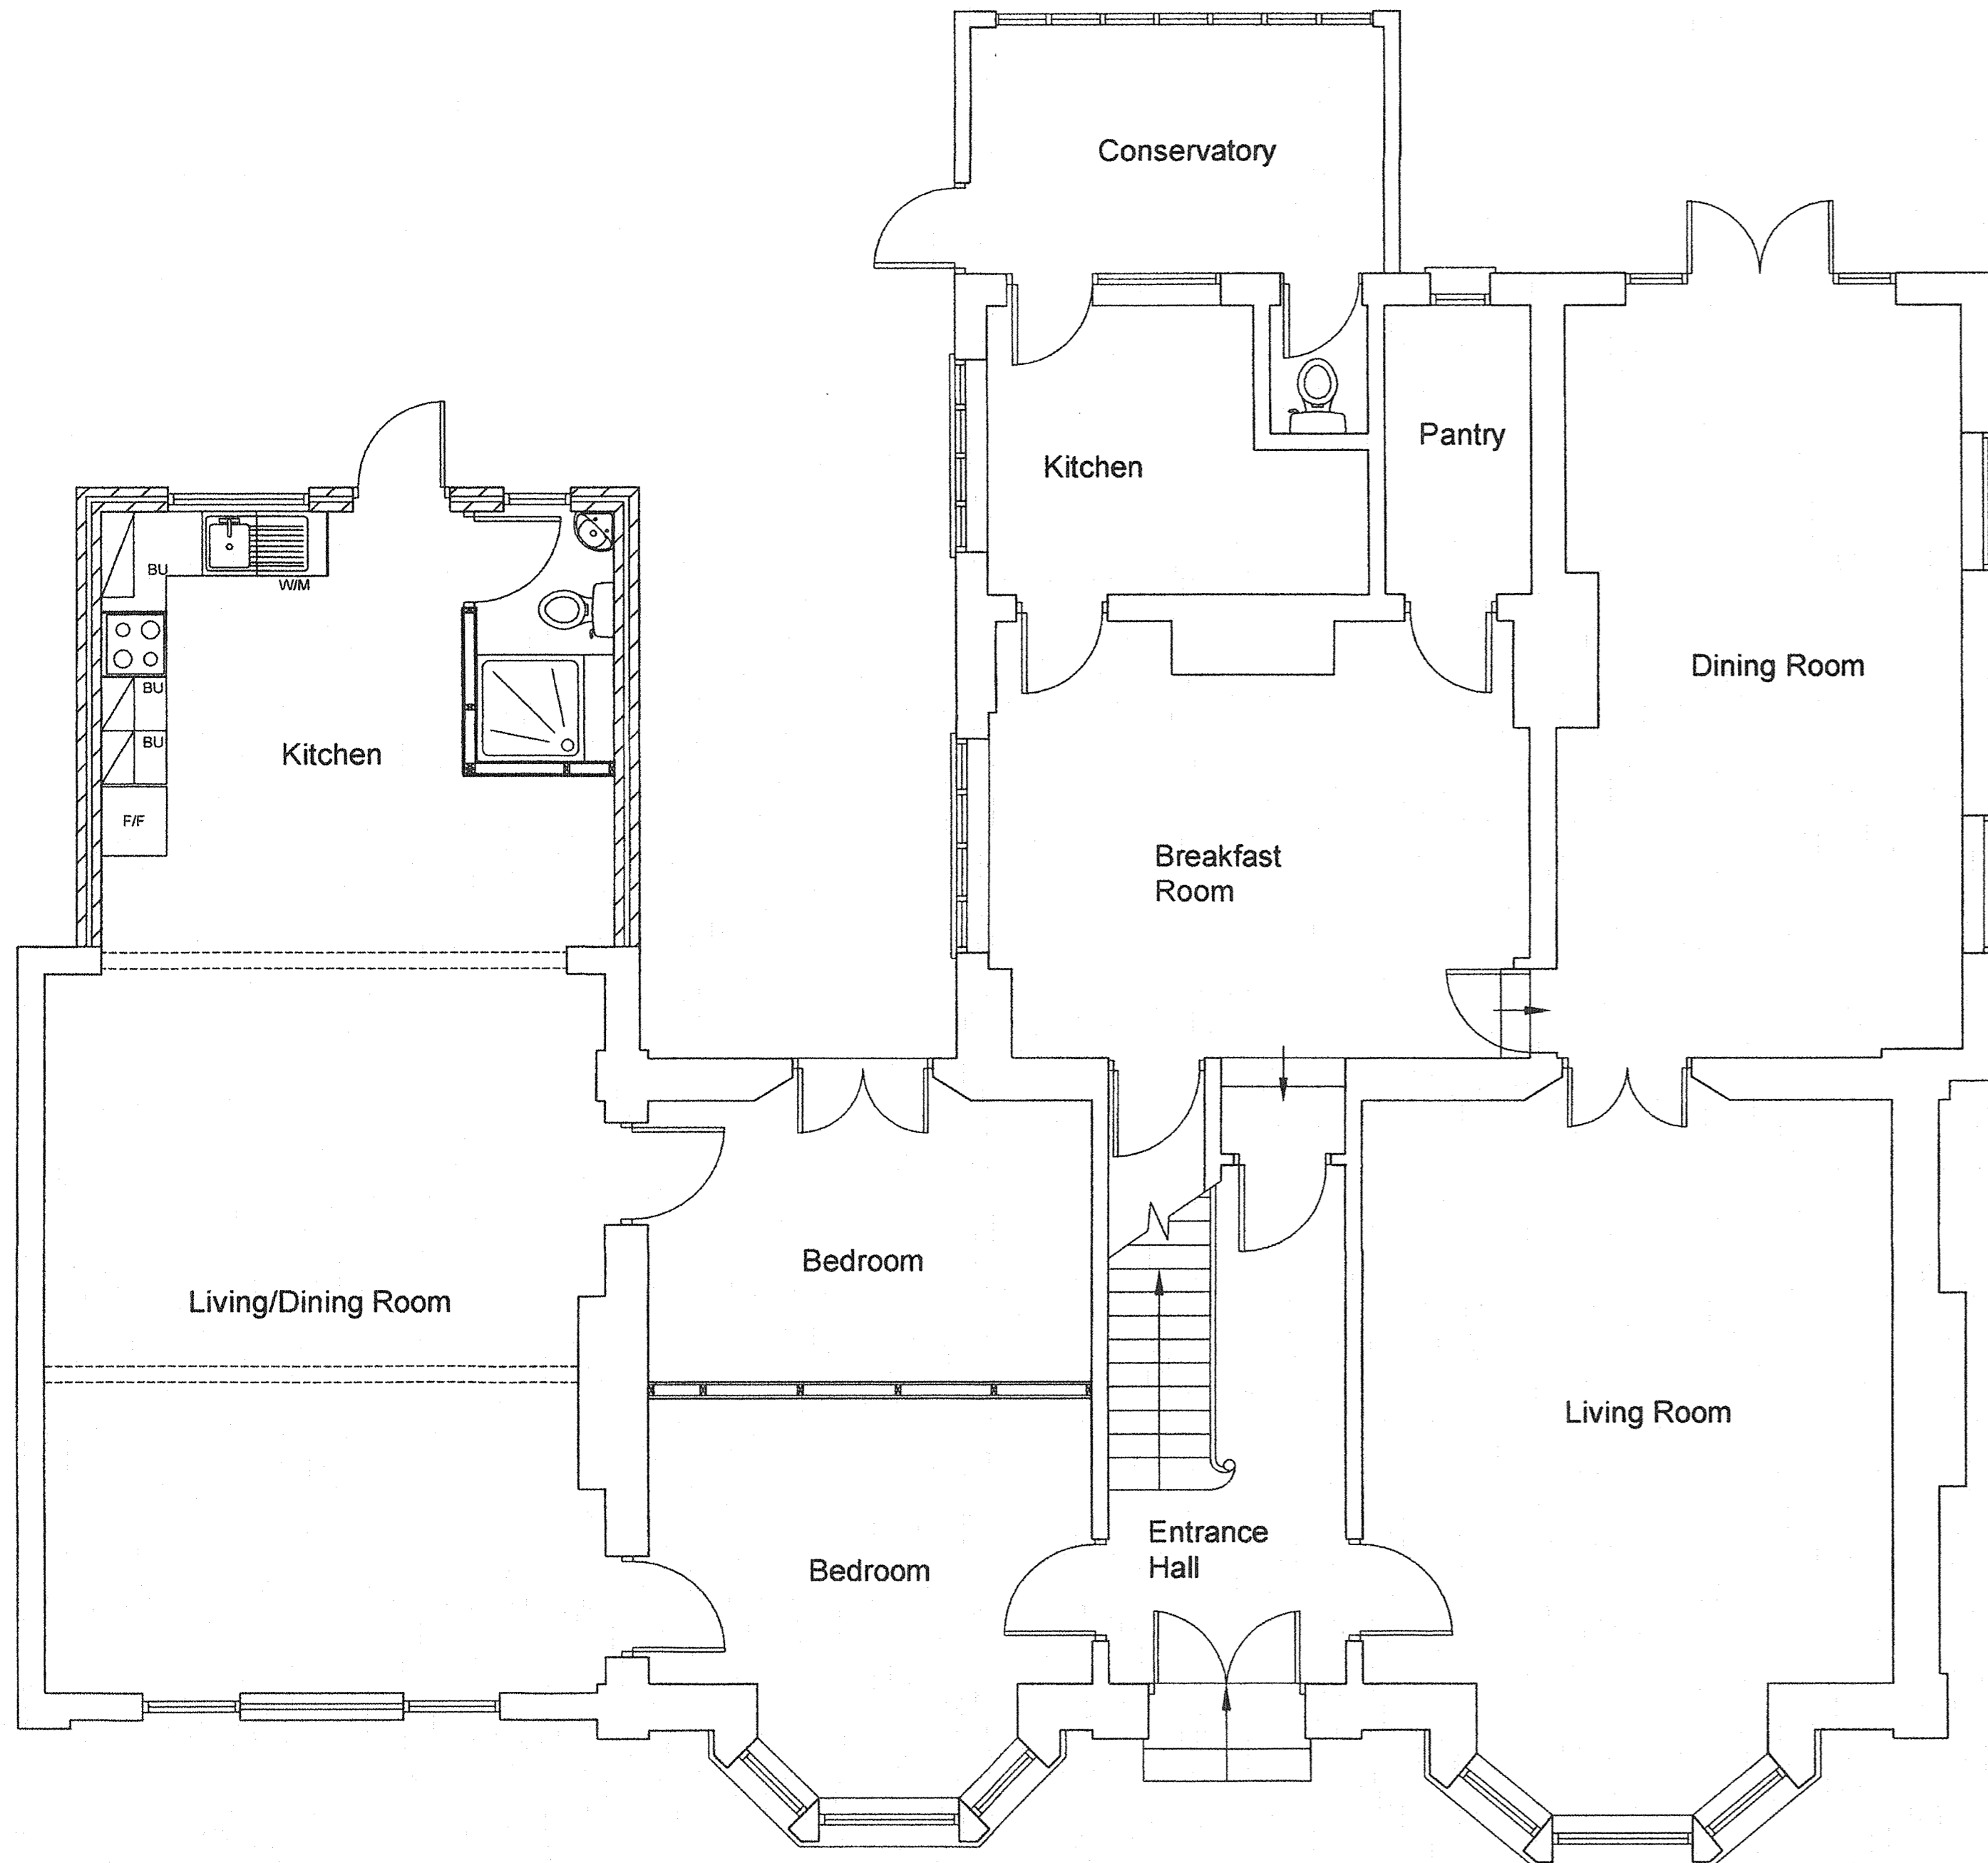 Conservatory
Kitchen
Pantry
Dining Room
BU
W/M
BU
BU
Kitchen
F/F
Breakfast
Room
Bedroom
Living/Dining Room
Living Room
Entrance
Hall
Bedroom